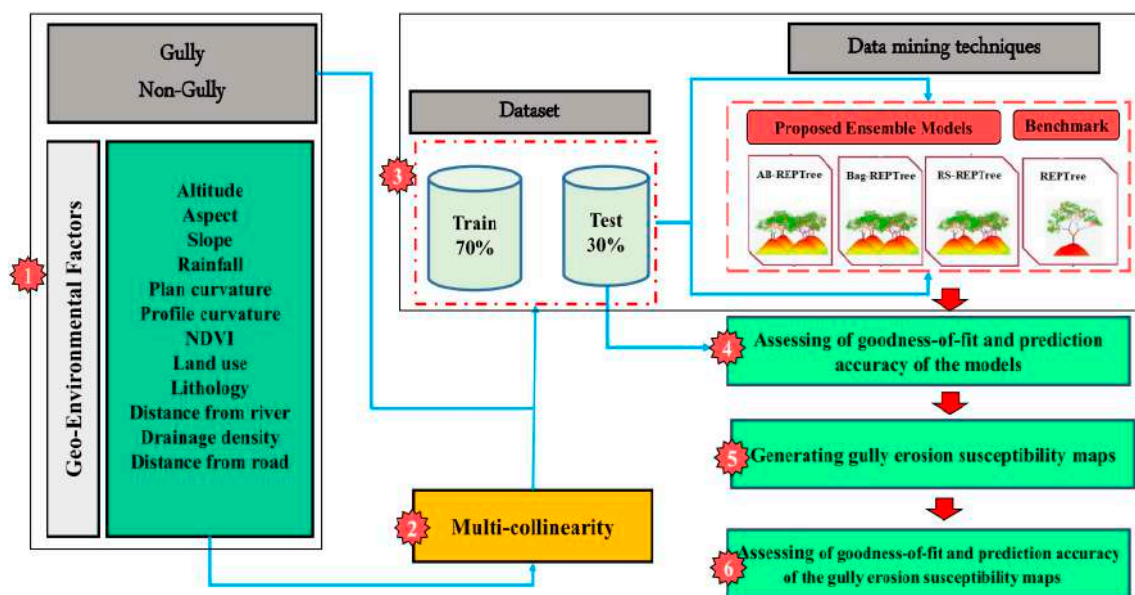 Gully
Non-Gully
1
Geo-Environmental Factors
Altitude
Aspect
Slope
Rainfall
Plan curvature
Profile curvature
NDVI
Land use
Lithology
Distance from river
Drainage density
Distance from road
2
Multi-collinearity
Dataset
3
Train
70%
Test
30%
Data mining techniques
Proposed Ensemble Models
Benchmark
AB-REPTree
Bag-REPTree
RS-REPTree
REPTree
4
Assessing of goodness-of-fit and prediction
accuracy of the models
5
Generating gully erosion susceptibility maps
6
Assessing of goodness-of-fit and prediction accuracy
of the gully erosion susceptibility maps